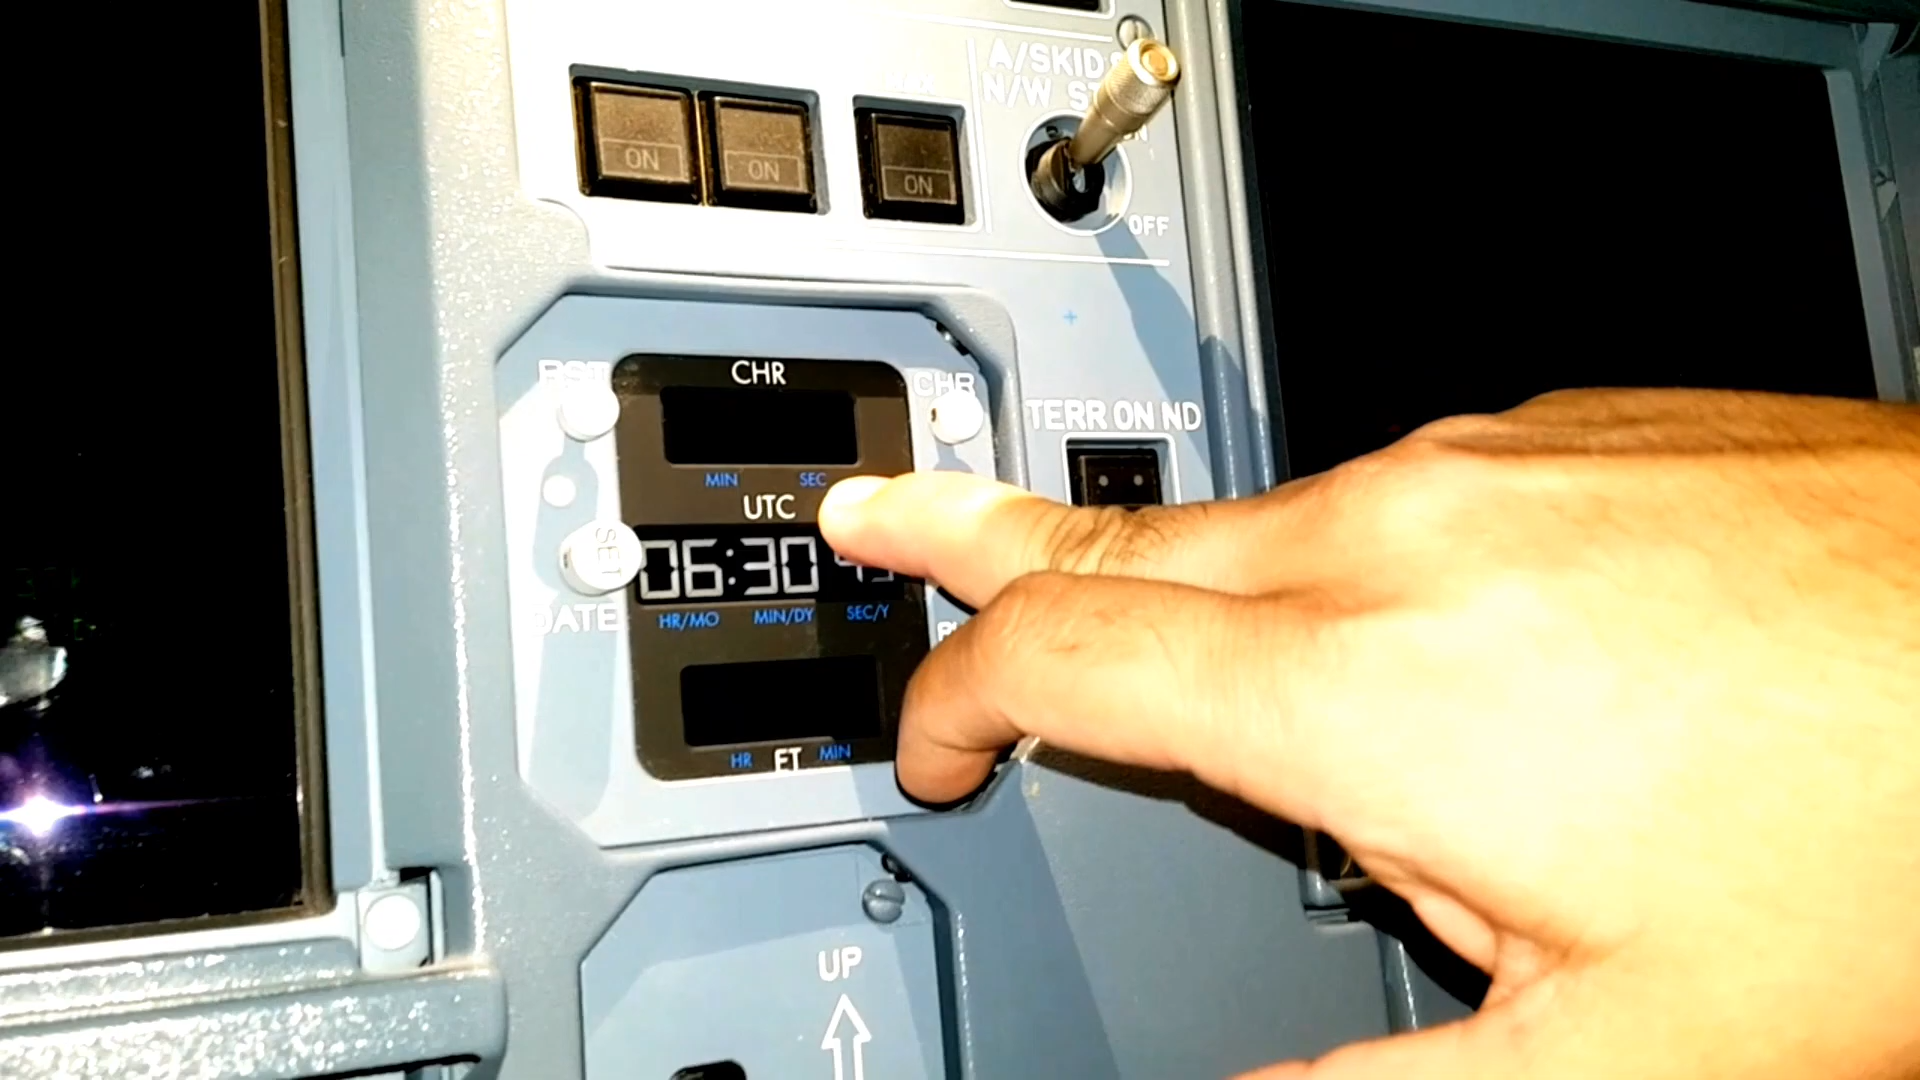 A/SKID
N/W ST
ON
ON
ON
OFF
RST
CHR
CHR
TERR ON ND
MIN SEC
UTC
SET
06:30
DATE
HR/MO MIN/DY SEC/Y
HR ET MIN
UP